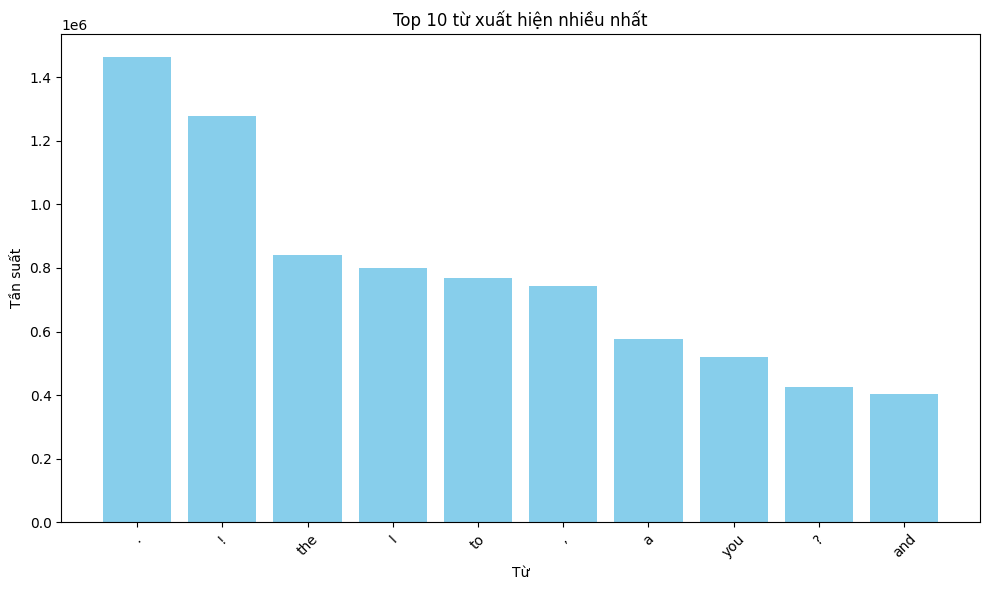 Top 10 từ xuất hiện nhiều nhất
1e6
1.4
1.2
1.0
0.8
0.6
0.4
0.2
0.0
Tần suất
.
!
the
I
to
,
a
you
?
and
Từ